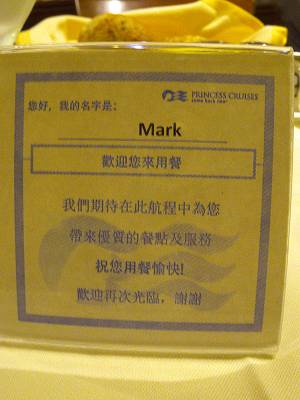 PRINCESS CRUISES
come back new
您好, 我的名字是:
Mark
歡迎您來用餐
我們期待在此航程中為您
帶來優質的餐點及服務
祝您用餐愉快!
歡迎再次光臨, 謝謝